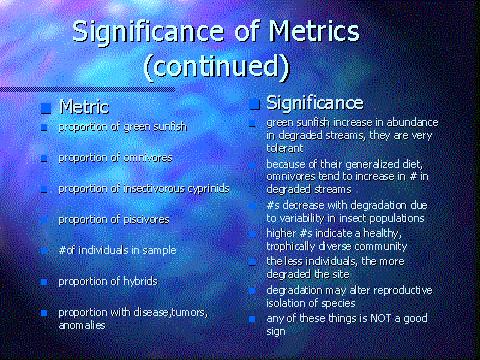 Significance of Metrics
(continued)
Metric
proportion of green sunfish
proportion of omnivores
proportion of insectivorous cyprinids
proportion of piscivores
#of individuals in sample
proportion of hybrids
proportion with disease,tumors,
anomalies
Significance
green sunfish increase in abundance
in degraded streams, they are very
tolerant
because of their generalized diet,
omnivores tend to increase in # in
degraded streams
#s decrease with degradation due
to variability in insect populations
higher #s indicate a healthy,
trophically diverse community
the less individuals, the more
degraded the site
degradation may alter reproductive
isolation of species
any of these things is NOT a good
sign